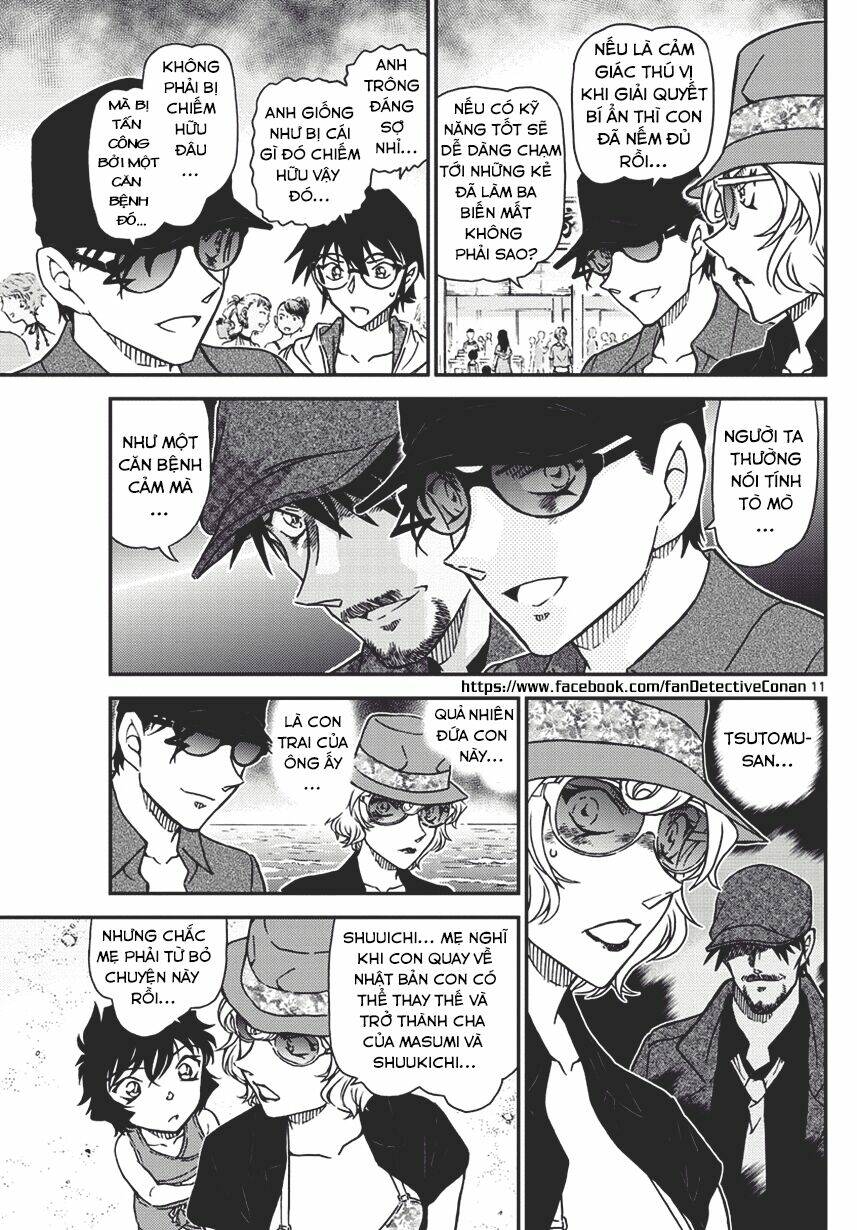 NẾU LÀ CẢM
GIÁC THÚ VỊ
KHI GIẢI QUYẾT
BÍ ẨN THÌ CON
ĐÃ NẾM ĐỦ
RỒI...
NẾU CÓ KỸ
NĂNG TỐT SẼ
DỄ DÀNG CHẠM
TỚI NHỮNG KẺ
ĐÃ LÀM BA
BIẾN MẤT
KHÔNG
PHẢI SAO?
ANH
TRÔNG
ĐÁNG
SỢ
NHỈ...
ANH GIỐNG
NHƯ BỊ CÁI
GÌ ĐÓ CHIẾM
HỮU VẬY
ĐÓ...
KHÔNG
PHẢI BỊ
CHIẾM
HỮU ĐÂU
...
MÀ BỊ
TẤN
CÔNG
BỞI MỘT
CĂN
BỆNH
ĐÓ...
NGƯỜI TA
THƯỜNG
NÓI TÍNH
TÒ MÒ
...
NHƯ MỘT
CĂN BỆNH
CẢM MÀ
...
https://www.facebook.com/fanDetectiveConan 11
TSUTOMU-
SAN...
QUẢ NHIÊN
ĐỨA CON
NÀY...
LÀ CON
TRAI CỦA
ÔNG ẤY
...
SHUUICHI... MẸ NGHĨ
KHI CON QUAY VỀ
NHẬT BẢN CON CÓ
THỂ THAY THẾ VÀ
TRỞ THÀNH CHA
CỦA MASUMI VÀ
SHUUKICHI...
NHƯNG CHẮC
MẸ PHẢI TỪ BỎ
CHUYỆN NÀY
RỒI...